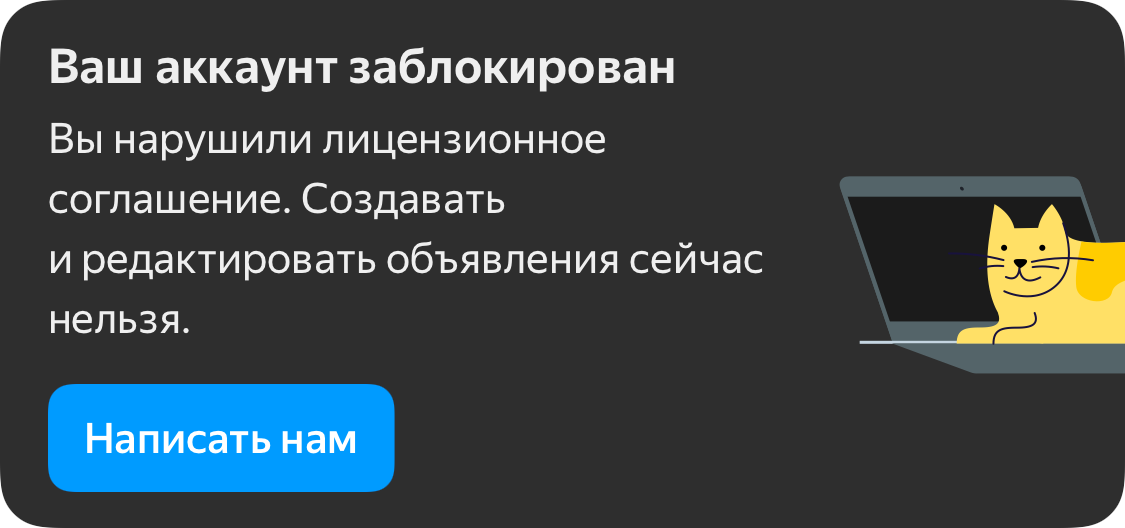 Ваш аккаунт заблокирован
Вы нарушили лицензионное
соглашение. Создавать
и редактировать объявления сейчас
нельзя.
Написать нам